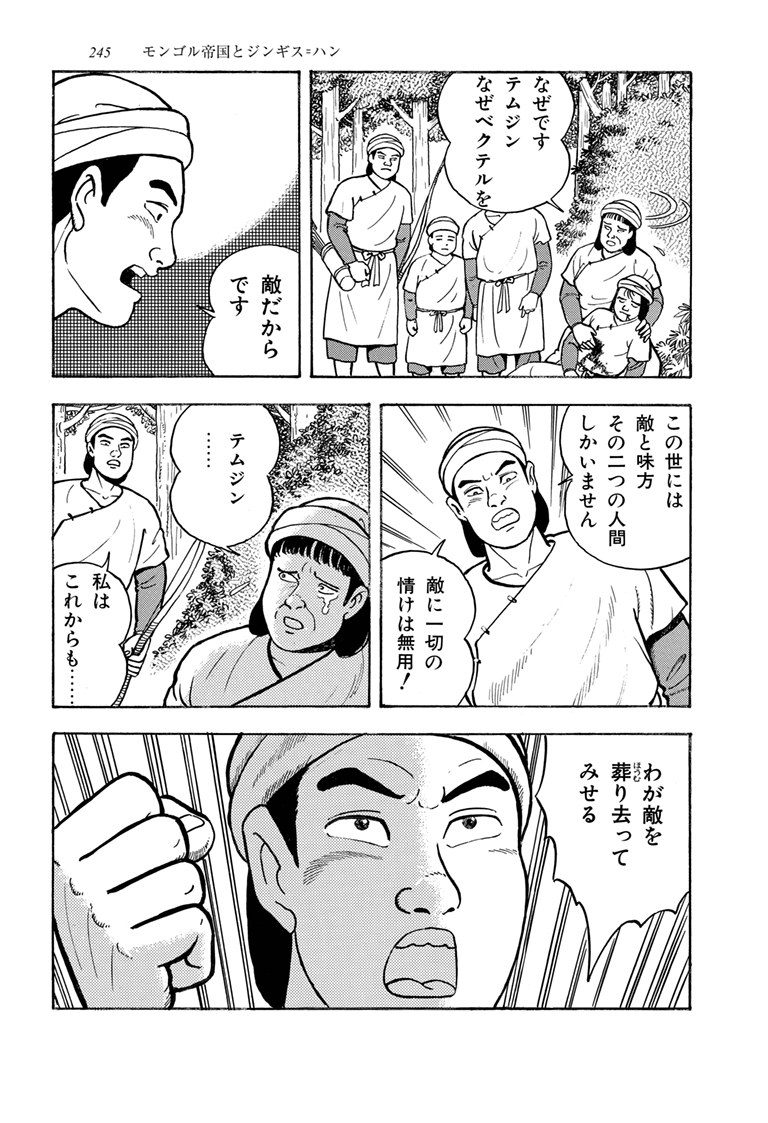 245 モンゴル帝国とジンギス＝ハン
なぜです
テムジン
なぜベクテルを
敵だから
です
この世には
敵と味方
その二つの人間
しかいません
敵に一切の
情けは無用！
テムジン
……
私は
これからも……
わが敵を
葬り去って
ほうむ
みせる